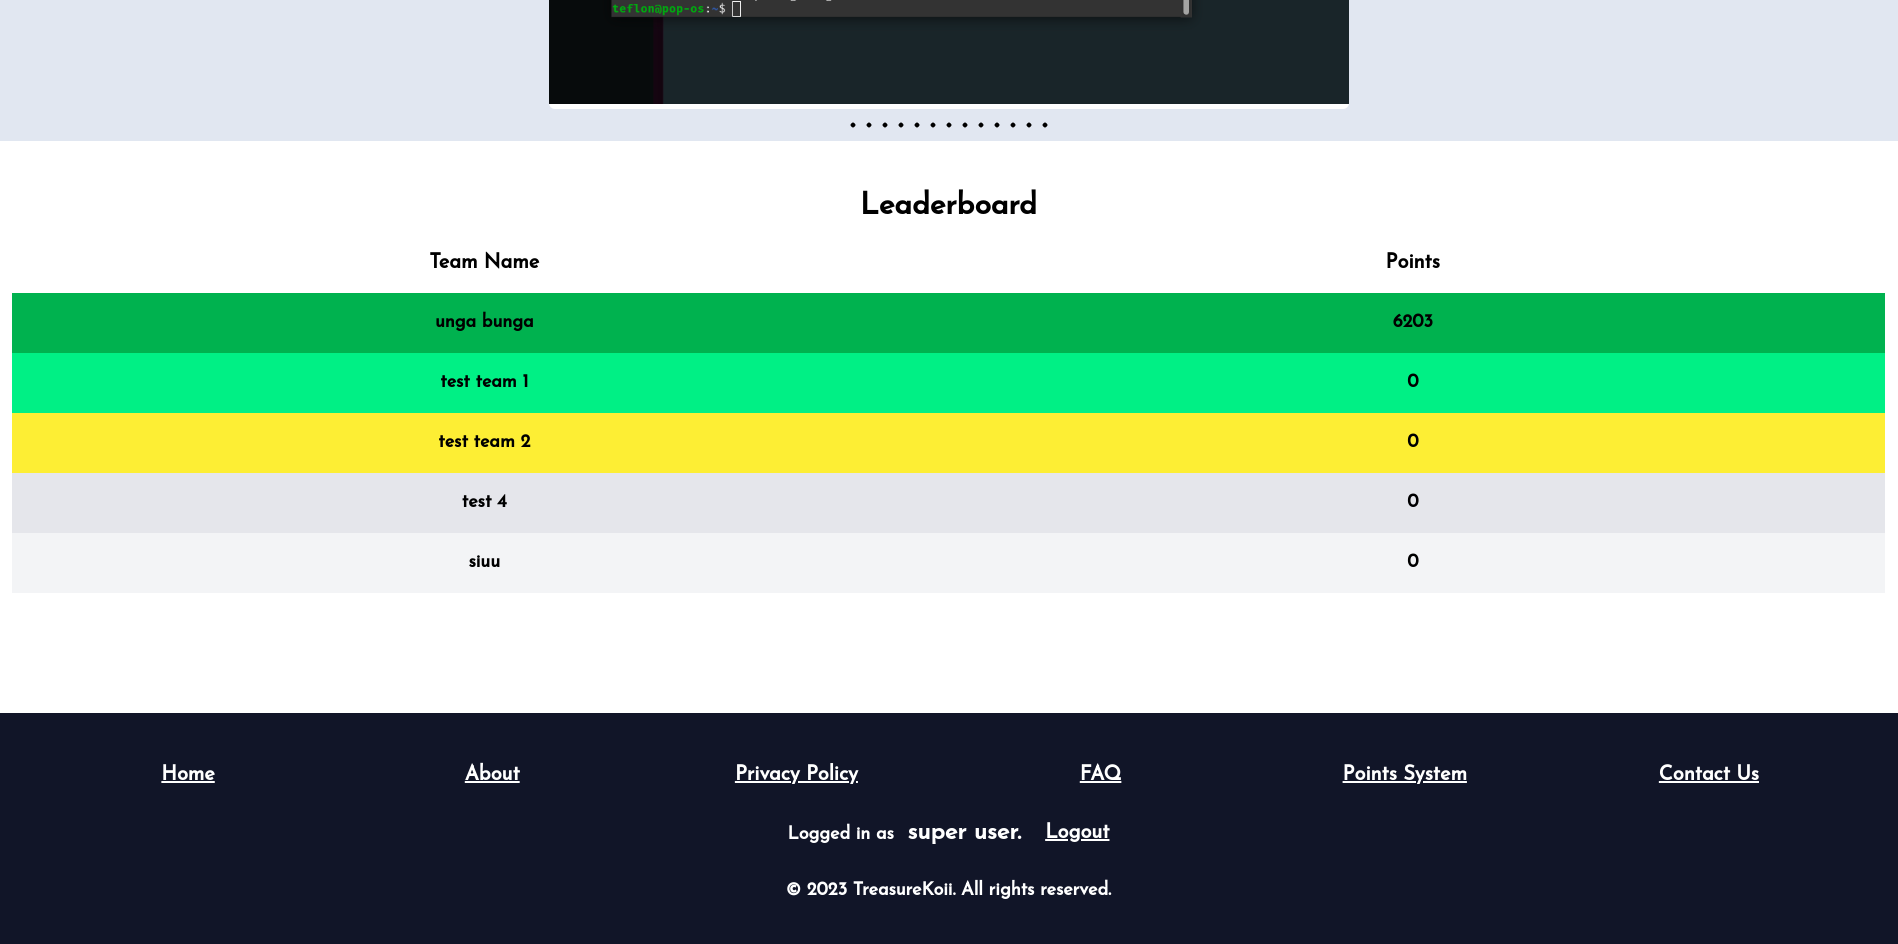 teflon@pop-os:~$
Leaderboard
Team Name Points
unga bunga 6203
test team 1 0
test team 2 0
test 4 0
siuu 0
Home About Privacy Policy FAQ Points System Contact Us
Logged in as super user. Logout
© 2023 TreasureKoii. All rights reserved.